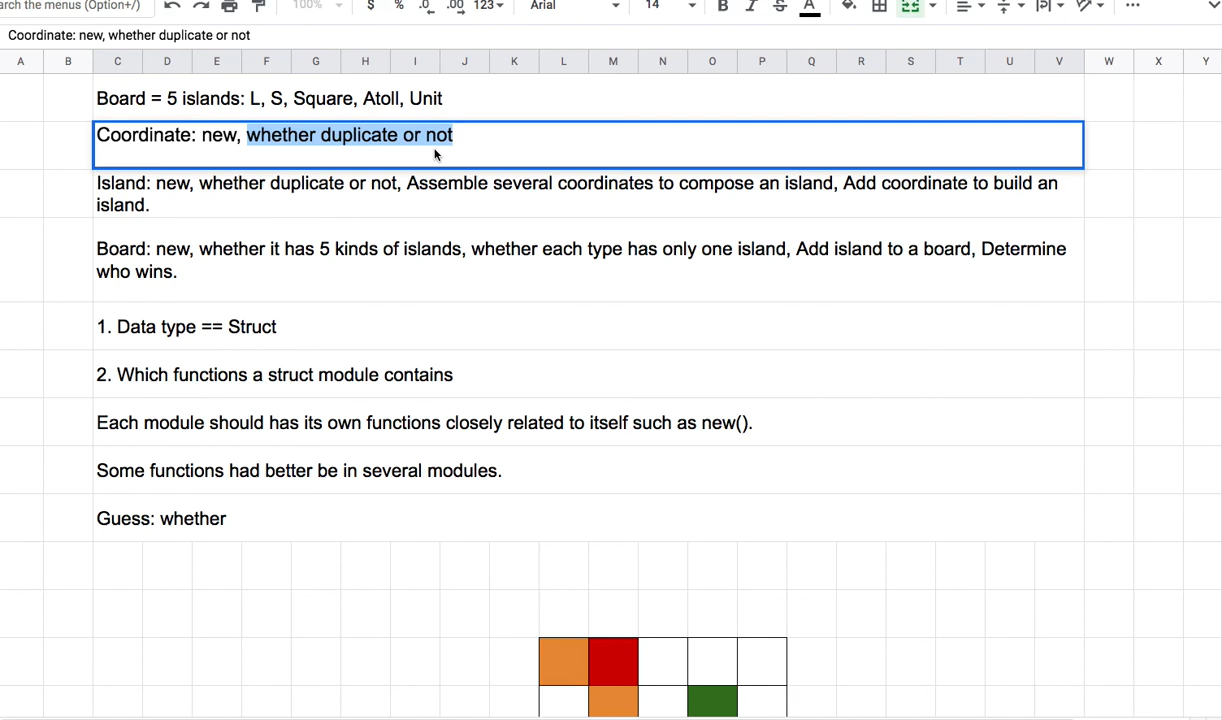 arch the menus (Option+/)
100%
$ % .0 .00 123 Arial 14 B I S A
Coordinate: new, whether duplicate or not
A B C D E F G H I J K L M N O P Q R S T U V W X Y
Board = 5 islands: L, S, Square, Atoll, Unit
Coordinate: new, whether duplicate or not
Island: new, whether duplicate or not, Assemble several coordinates to compose an island, Add coordinate to build an
island.
Board: new, whether it has 5 kinds of islands, whether each type has only one island, Add island to a board, Determine
who wins.
1. Data type == Struct
2. Which functions a struct module contains
Each module should has its own functions closely related to itself such as new().
Some functions had better be in several modules.
Guess: whether